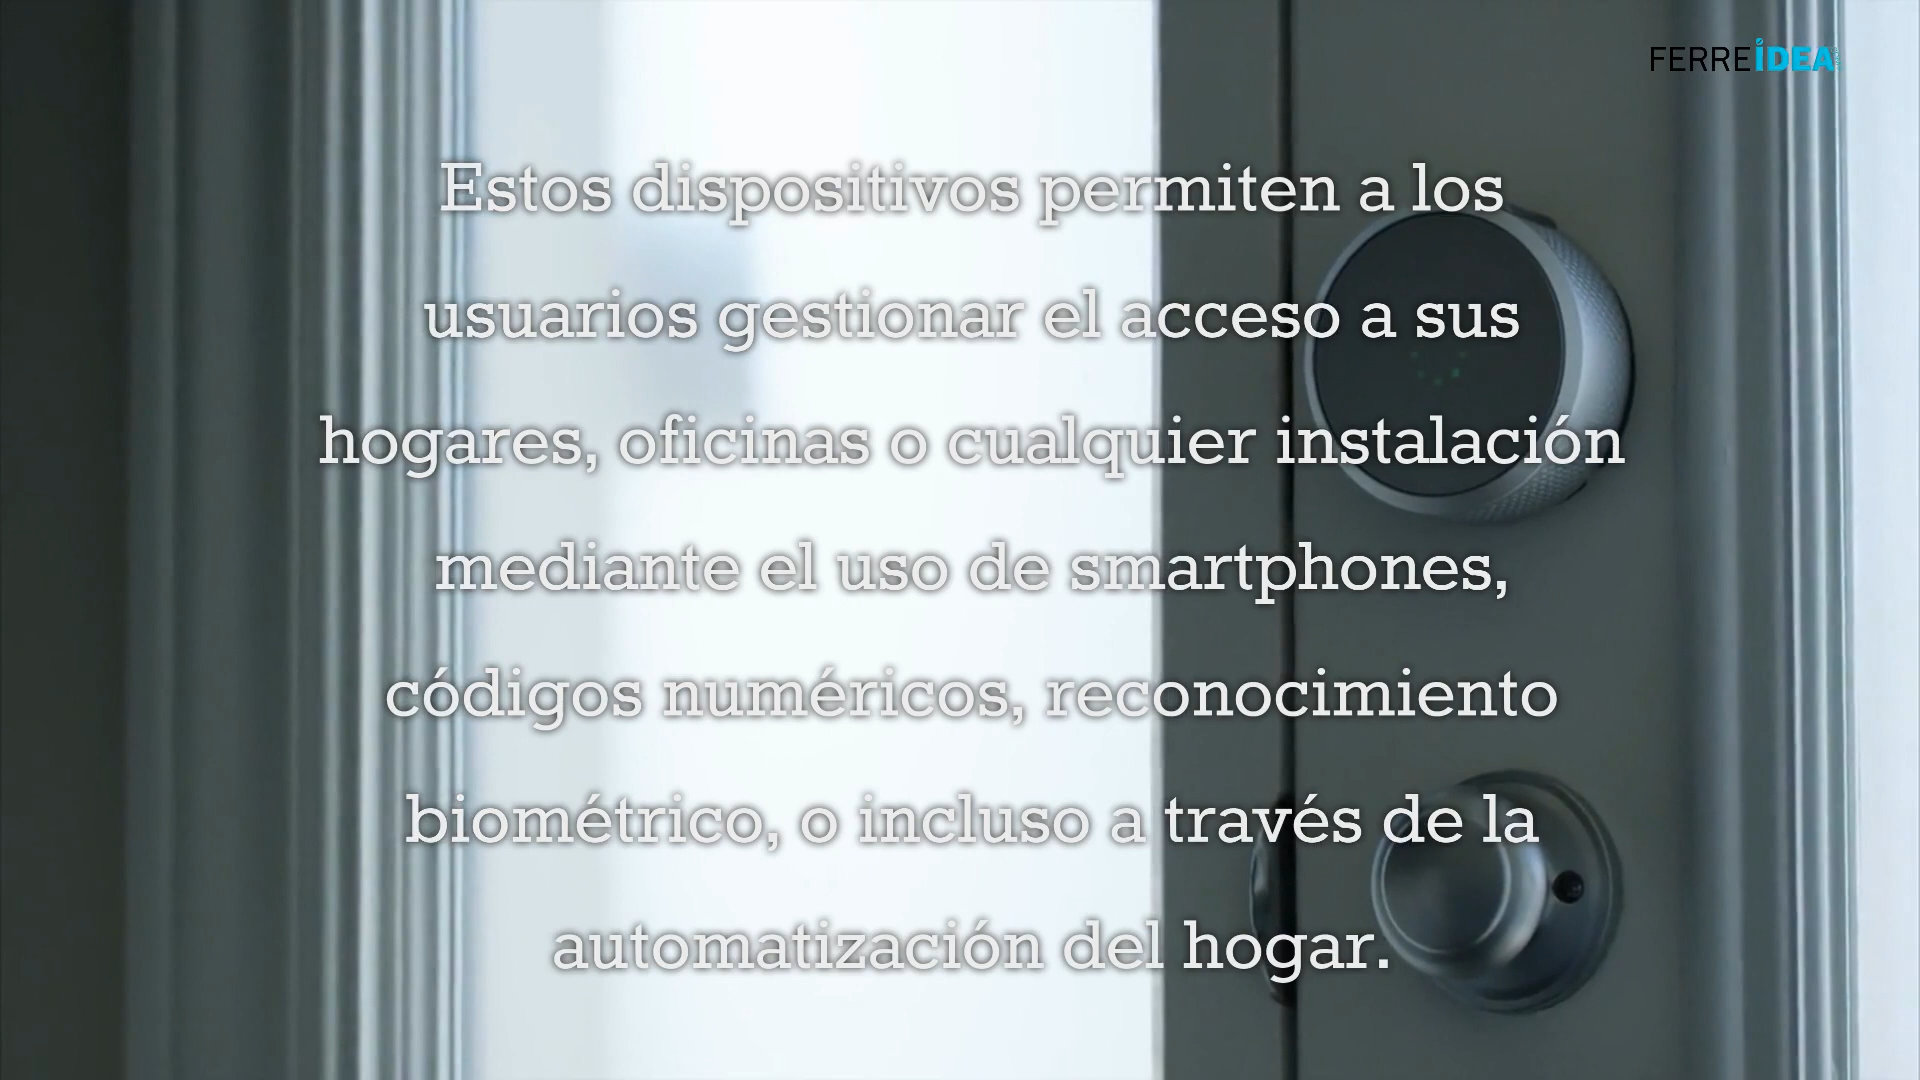 FERREiDEA
Estos dispositivos permiten a los
usuarios gestionar el acceso a sus
hogares, oficinas o cualquier instalación
mediante el uso de smartphones,
códigos numéricos, reconocimiento
biométrico, o incluso a través de la
automatización del hogar.